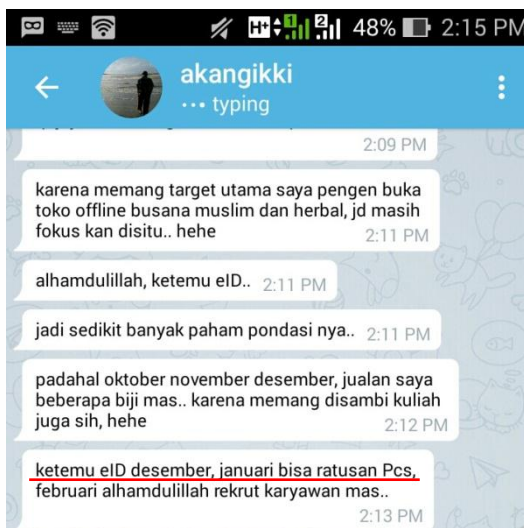 48% 2:15 PM
akangikki
••• typing
2:09 PM
karena memang target utama saya pengen buka
toko offline busana muslim dan herbal, jd masih
fokus kan disitu.. hehe 2:11 PM
alhamdulillah, ketemu eID.. 2:11 PM
jadi sedikit banyak paham pondasi nya.. 2:11 PM
padahal oktober november desember, jualan saya
beberapa biji mas.. karena memang disambi kuliah
juga sih, hehe 2:12 PM
ketemu eID desember, januari bisa ratusan Pcs,
februari alhamdulillah rekrut karyawan mas..
2:13 PM